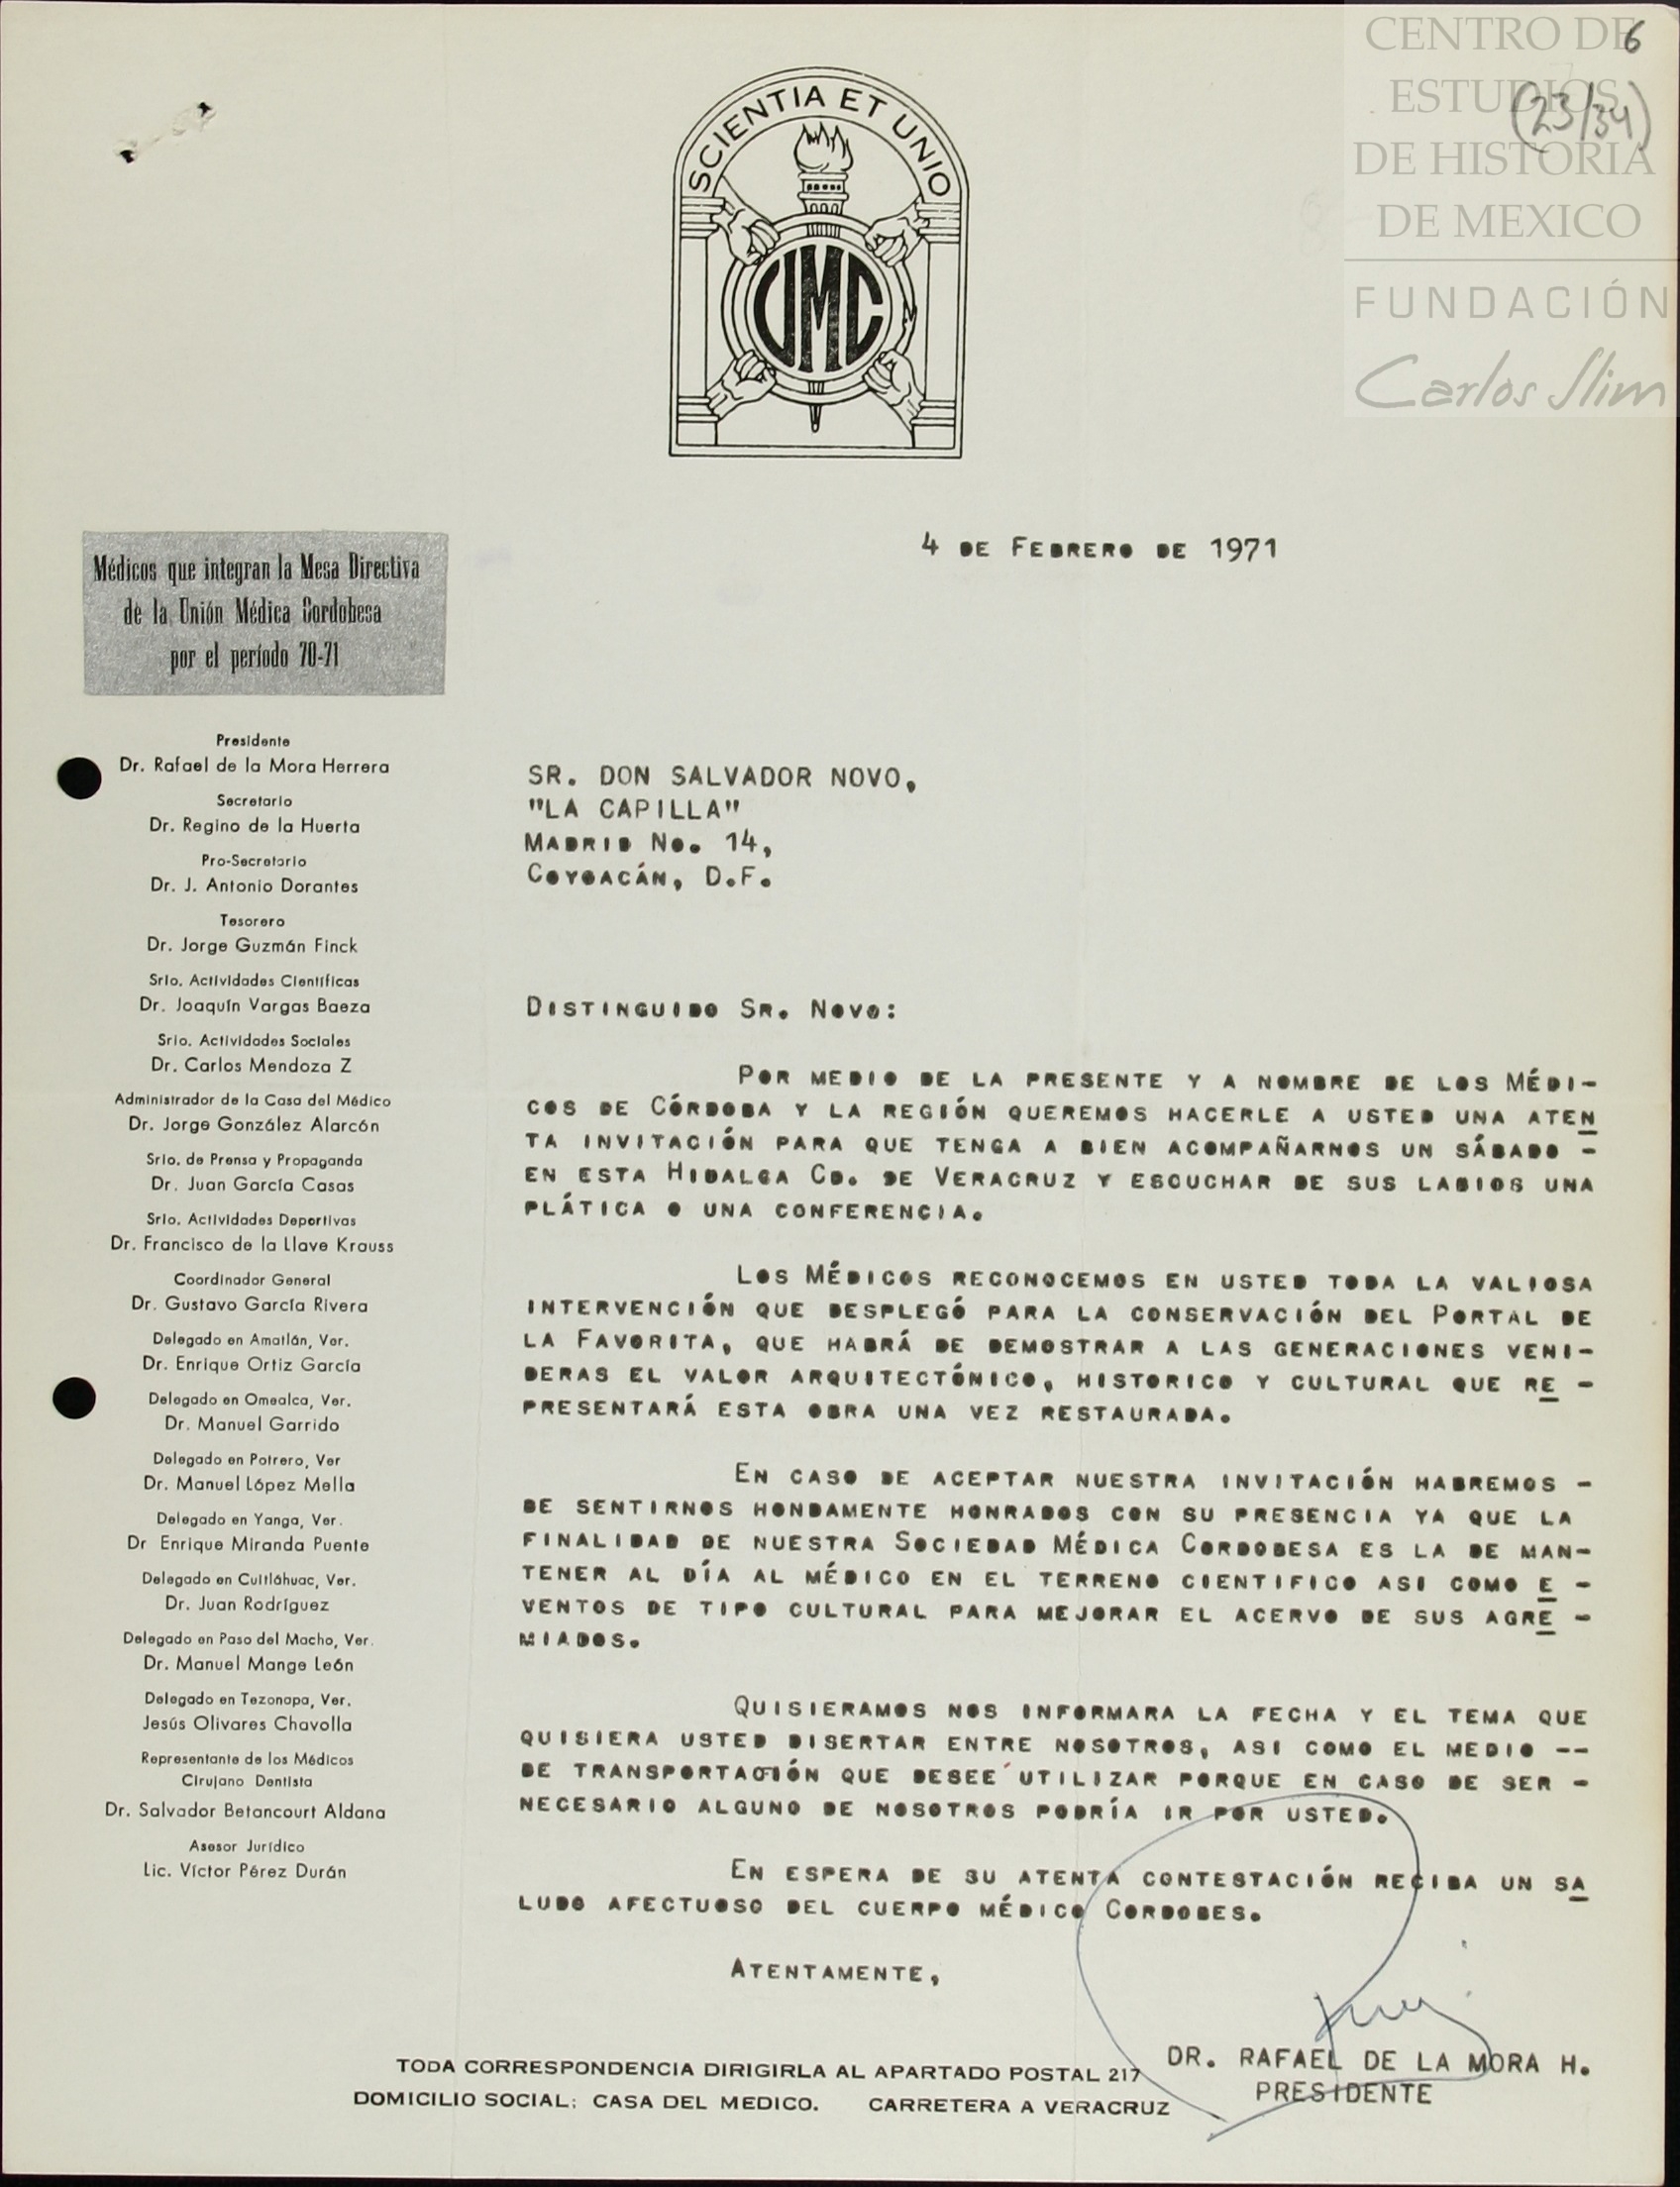 CENTRO DE
ESTUDIOS
DE HISTORIA
DE MEXICO
FUNDACIÓN
Carlos Slim
6
(23/34)
SCIENTIA ET UNIO
UMC
4 DE FEBRERO DE 1971
Médicos que integran la Mesa Directiva
de la Unión Médica Cordobesa
por el período 70-71
Presidente
Dr. Rafael de la Mora Herrera
Secretario
Dr. Regino de la Huerta
Pro-Secretario
Dr. J. Antonio Dorantes
Tesorero
Dr. Jorge Guzmán Finck
Srio. Actividades Científicas
Dr. Joaquín Vargas Baeza
Srio. Actividades Sociales
Dr. Carlos Mendoza Z
Administrador de la Casa del Médico
Dr. Jorge González Alarcón
Srio. de Prensa y Propaganda
Dr. Juan García Casas
Srio. Actividades Deportivas
Dr. Francisco de la Llave Krauss
Coordinador General
Dr. Gustavo García Rivera
Delegado en Amatlán, Ver.
Dr. Enrique Ortiz García
Delegado en Omealca, Ver.
Dr. Manuel Garrido
Delegado en Potrero, Ver
Dr. Manuel López Mella
Delegado en Yanga, Ver.
Dr Enrique Miranda Puente
Delegado en Cuitláhuac, Ver.
Dr. Juan Rodríguez
Delegado en Paso del Macho, Ver.
Dr. Manuel Mange León
Delegado en Tezonapa, Ver.
Jesús Olivares Chavolla
Representante de los Médicos
Cirujano Dentista
Dr. Salvador Betancourt Aldana
Asesor Jurídico
Lic. Víctor Pérez Durán
SR. DON SALVADOR NOVO,
"LA CAPILLA"
MADRID NO. 14,
COYOACÁN, D.F.
DISTINGUIDO SR. NOVO:
POR MEDIO DE LA PRESENTE Y A NOMBRE DE LOS MÉDI-
COS DE CÓRDOBA Y LA REGIÓN QUEREMOS HACERLE A USTED UNA ATEN
TA INVITACIÓN PARA QUE TENGA A BIEN ACOMPAÑARNOS UN SÁBADO -
EN ESTA HIDALGA CD. DE VERACRUZ Y ESCUCHAR DE SUS LABIOS UNA
PLÁTICA O UNA CONFERENCIA.
LOS MÉDICOS RECONOCEMOS EN USTED TODA LA VALIOSA
INTERVENCIÓN QUE DESPLEGÓ PARA LA CONSERVACIÓN DEL PORTAL DE
LA FAVORITA, QUE HABRÁ DE DEMOSTRAR A LAS GENERACIONES VENI-
DERAS EL VALOR ARQUITECTÓNICO, HISTORICO Y CULTURAL QUE RE -
PRESENTARÁ ESTA OBRA UNA VEZ RESTAURADA.
EN CASO DE ACEPTAR NUESTRA INVITACIÓN HABREMOS -
DE SENTIRNOS HONDAMENTE HONRADOS CON SU PRESENCIA YA QUE LA
FINALIDAD DE NUESTRA SOCIEDAD MÉDICA CORDOBESA ES LA DE MAN-
TENER AL DÍA AL MÉDICO EN EL TERRENO CIENTIFICO ASI COMO E -
VENTOS DE TIPO CULTURAL PARA MEJORAR EL ACERVO DE SUS AGRE -
MIADOS.
QUISIERAMOS NOS INFORMARA LA FECHA Y EL TEMA QUE
QUISIERA USTED DISERTAR ENTRE NOSOTROS, ASI COMO EL MEDIO --
DE TRANSPORTACIÓN QUE DESEE UTILIZAR PORQUE EN CASO DE SER -
NECESARIO ALGUNO DE NOSOTROS PODRÍA IR POR USTED.
EN ESPERA DE SU ATENTA CONTESTACIÓN RECIBA UN SA
LUDO AFECTUOSO DEL CUERPO MÉDICO CORDOBES.
ATENTAMENTE,
DR. RAFAEL DE LA MORA H.
PRESIDENTE
TODA CORRESPONDENCIA DIRIGIRLA AL APARTADO POSTAL 217
DOMICILIO SOCIAL: CASA DEL MEDICO. CARRETERA A VERACRUZ